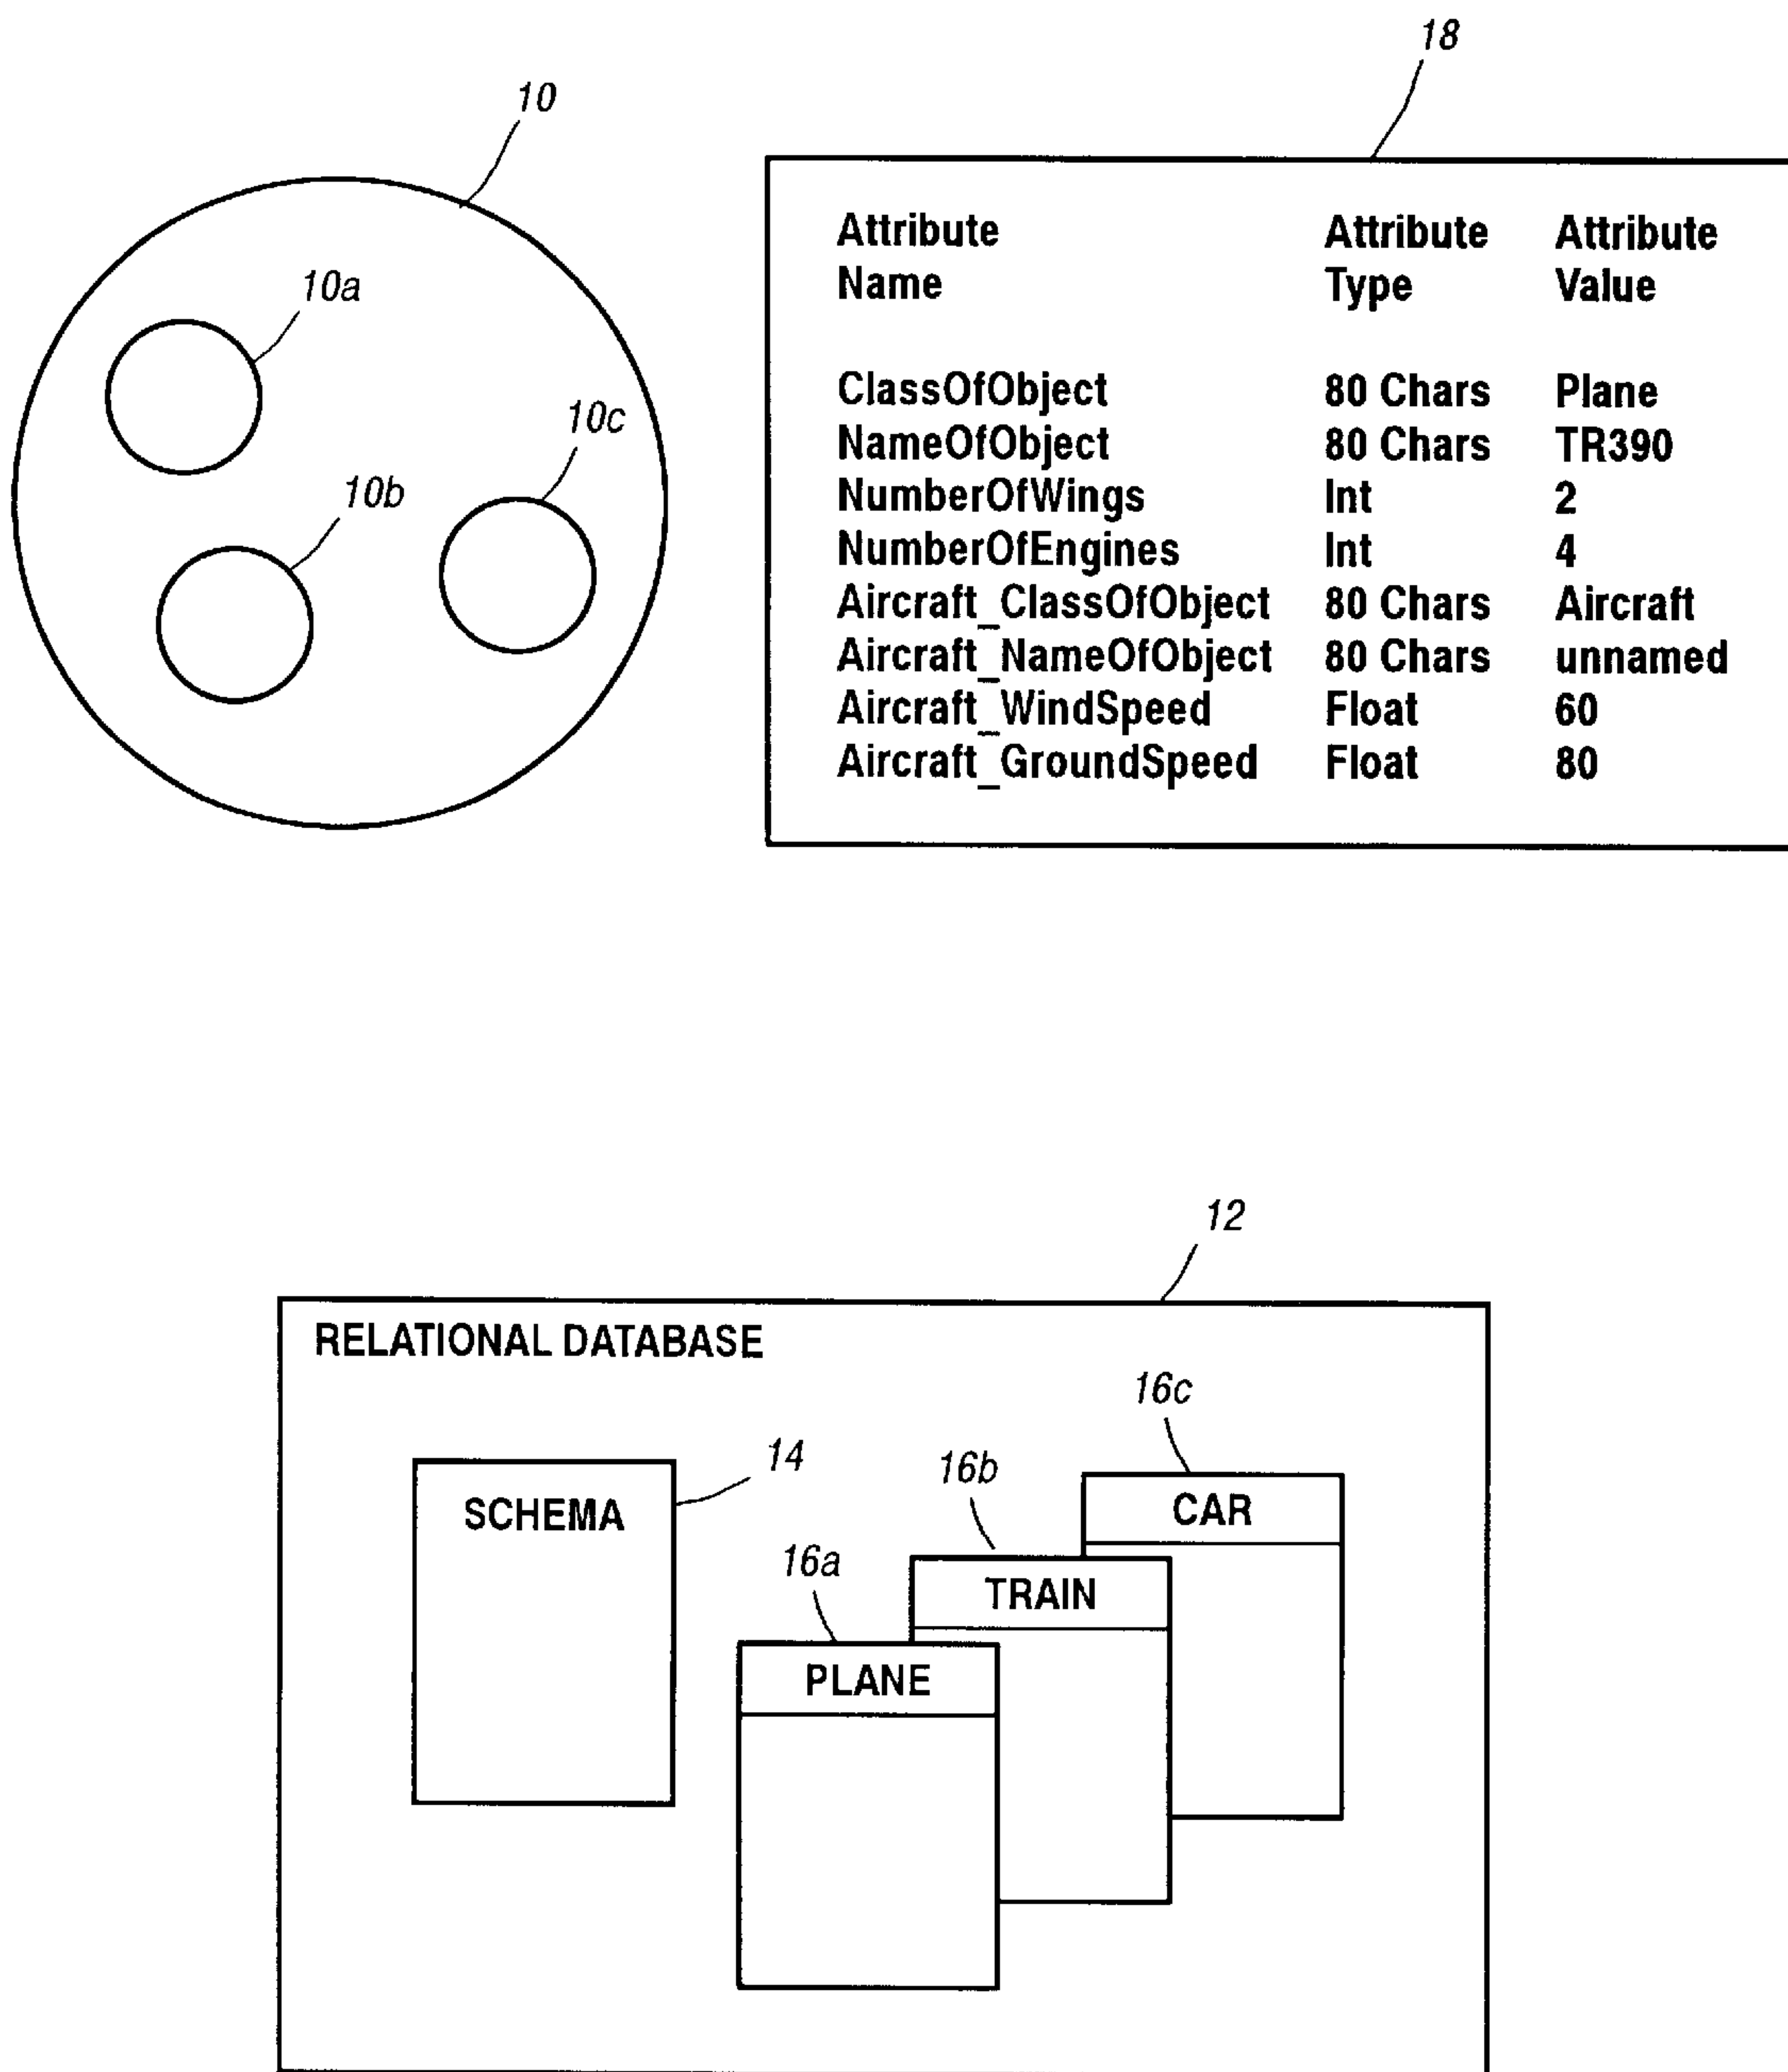 18
10
10a
10c
10b
Attribute Attribute Attribute
Name Type Value
ClassOfObject 80 Chars Plane
NameOfObject 80 Chars TR390
NumberOfWings Int 2
NumberOfEngines Int 4
Aircraft_ClassOfObject 80 Chars Aircraft
Aircraft_NameOfObject 80 Chars unnamed
Aircraft_WindSpeed Float 60
Aircraft_GroundSpeed Float 80
12
RELATIONAL DATABASE
16c
14
16b
CAR
SCHEMA
16a
TRAIN
PLANE